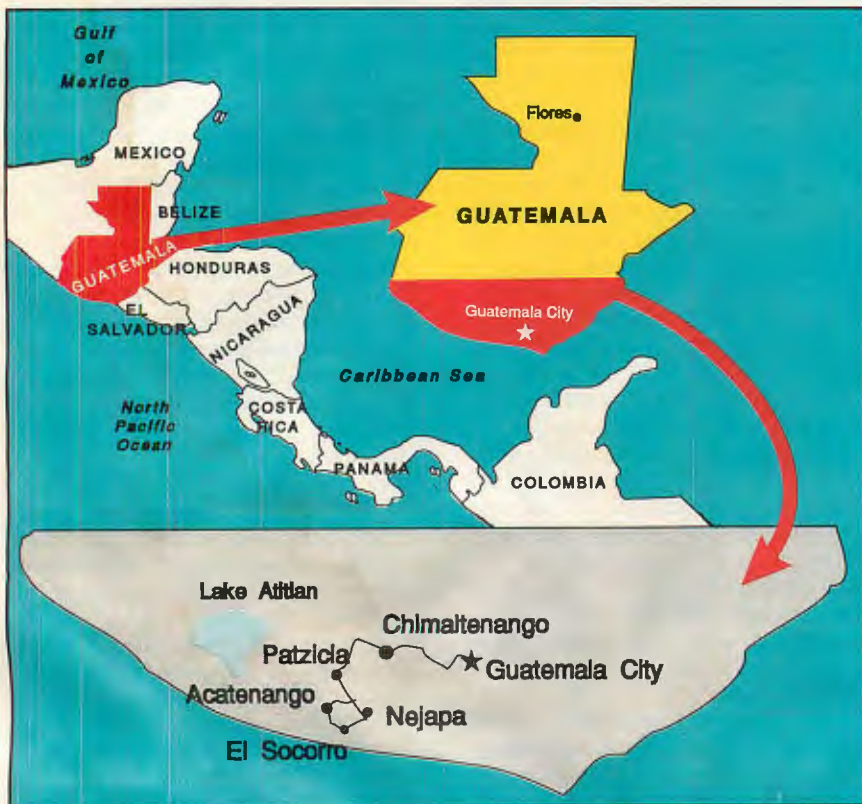 Gulf
of
Mexico
MEXICO
BELIZE
GUATEMALA
HONDURAS
EL
SALVADOR
NICARAGUA
COSTA
RICA
PANAMA
COLOMBIA
North
Pacific
Ocean
Caribbean Sea
Flores
GUATEMALA
Guatemala City
Lake Atitlan
Chimaltenango
Patzicia
Guatemala City
Acatenango
Nejapa
El Socorro